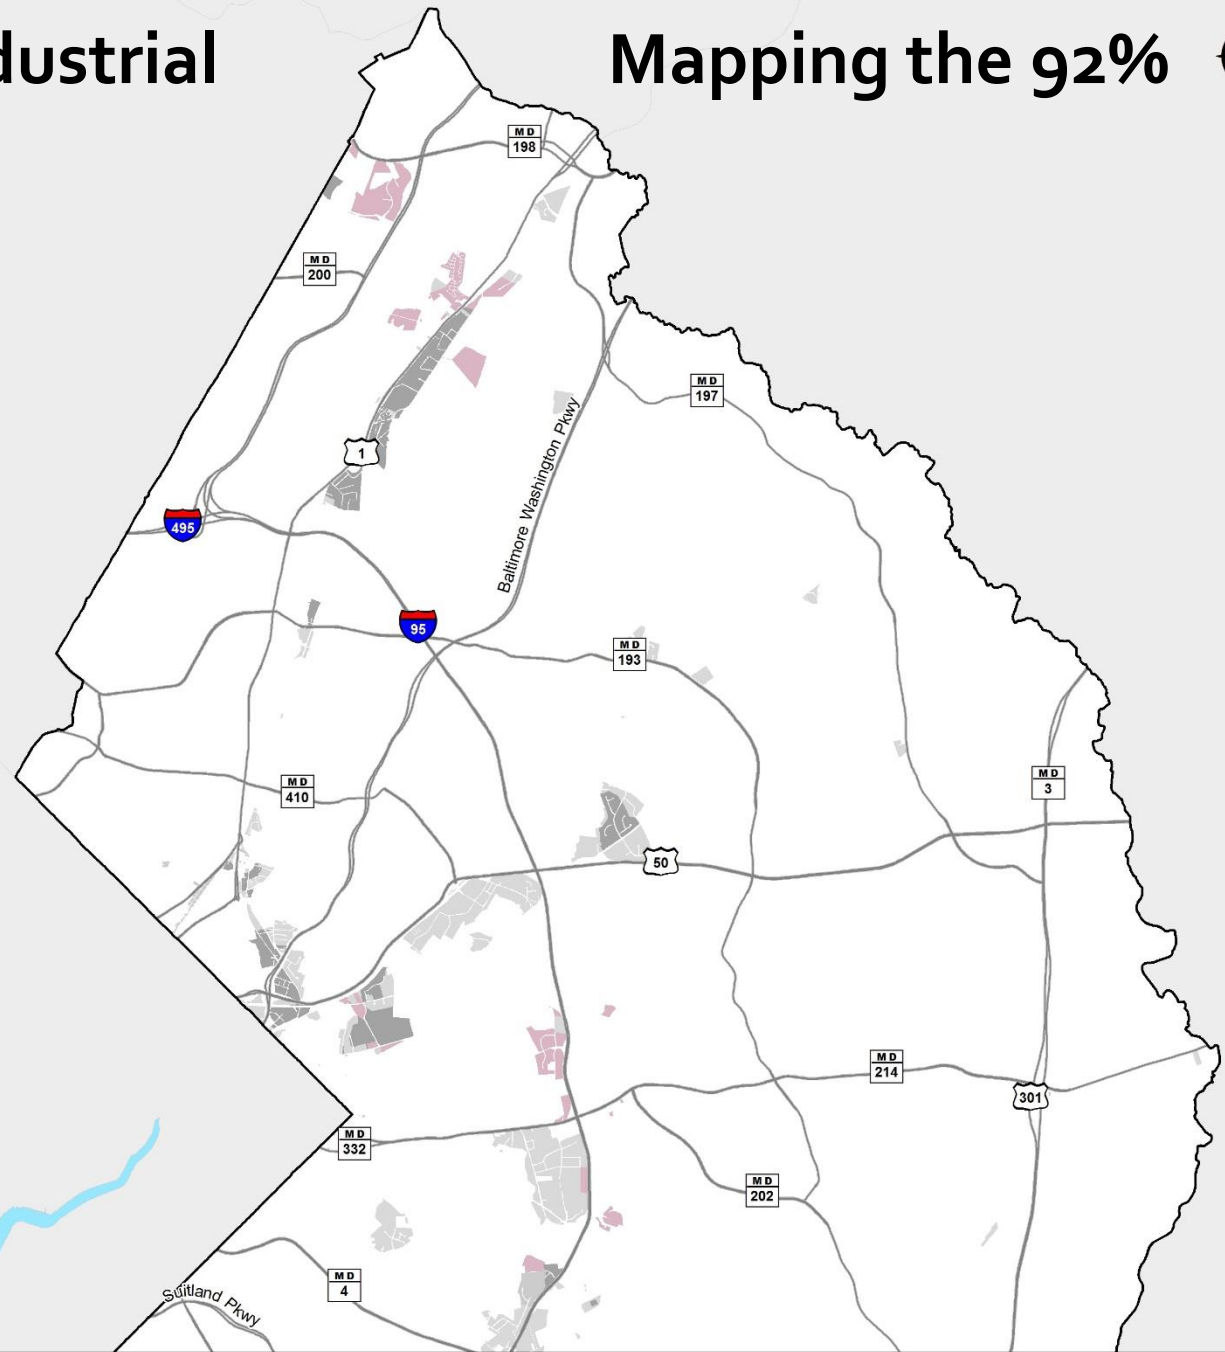 dustrial
Mapping the 92%
MD
198
MD
200
MD
197
1
Baltimore Washington Pkwy
495
95
MD
193
MD
3
MD
410
50
MD
214
301
MD
332
MD
202
MD
4
Suitland Pkwy